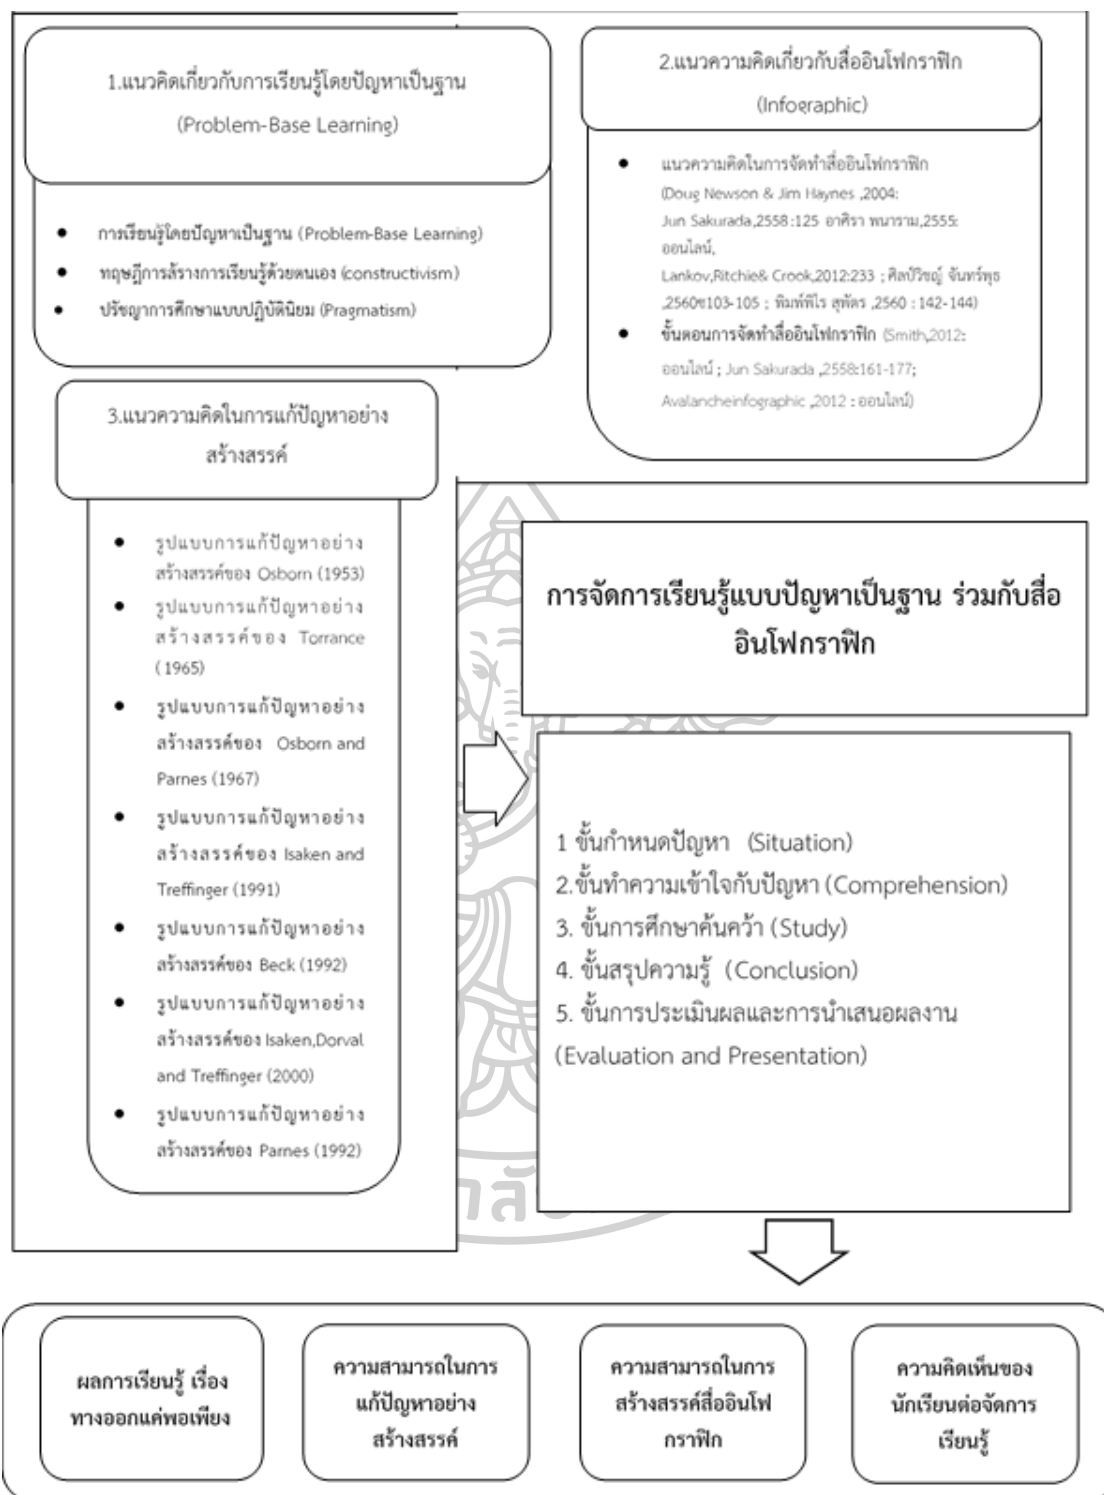 1.แนวคิดเกี่ยวกับการเรียนรู้โดยปัญหาเป็นฐาน
(Problem-Base Learning)
● การเรียนรู้โดยปัญหาเป็นฐาน (Problem-Base Learning)
● ทฤษฎีการสร้างการเรียนรู้ด้วยตนเอง (constructivism)
● ปรัชญาการศึกษาแบบปฏิบัตินิยม (Pragmatism)
2.แนวความคิดเกี่ยวกับสื่ออินโฟกราฟิก
(Infographic)
● แนวความคิดในการจัดทำสื่ออินโฟกราฟิก
(Doug Newson & Jim Haynes ,2004:
Jun Sakurada,2558 :125 อาศิรา พนาราม,2555:
ออนไลน์,
Lankov,Ritchie& Crook,2012:233 ; ศิลป์วิชญ์ จันทร์พุธ
,2560ช103-105 ; พิมพ์พิไร สุพัตร ,2560 : 142-144)
● ขั้นตอนการจัดทำสื่ออินโฟกราฟิก (Smith,2012:
ออนไลน์ ; Jun Sakurada ,2558:161-177;
Avalancheinfographic ,2012 : ออนไลน์)
3.แนวความคิดในการแก้ปัญหาอย่าง
สร้างสรรค์
● รูปแบบการแก้ปัญหาอย่าง
สร้างสรรค์ของ Osborn (1953)
● รูปแบบการแก้ปัญหาอย่าง
สร้างสรรค์ของ Torrance
(1965)
● รูปแบบการแก้ปัญหาอย่าง
สร้างสรรค์ของ Osborn and
Parnes (1967)
● รูปแบบการแก้ปัญหาอย่าง
สร้างสรรค์ของ Isaken and
Treffinger (1991)
● รูปแบบการแก้ปัญหาอย่าง
สร้างสรรค์ของ Beck (1992)
● รูปแบบการแก้ปัญหาอย่าง
สร้างสรรค์ของ Isaken,Dorval
and Treffinger (2000)
● รูปแบบการแก้ปัญหาอย่าง
สร้างสรรค์ของ Parnes (1992)
การจัดการเรียนรู้แบบปัญหาเป็นฐาน ร่วมกับสื่อ
อินโฟกราฟิก
1 ขั้นกำหนดปัญหา (Situation)
2.ขั้นทำความเข้าใจกับปัญหา (Comprehension)
3. ขั้นการศึกษาค้นคว้า (Study)
4. ขั้นสรุปความรู้ (Conclusion)
5. ขั้นการประเมินผลและการนำเสนอผลงาน
(Evaluation and Presentation)
ผลการเรียนรู้ เรื่อง
ทางออกแค่พอเพียง
ความสามารถในการ
แก้ปัญหาอย่าง
สร้างสรรค์
ความสามารถในการ
สร้างสรรค์สื่ออินโฟ
กราฟิก
ความคิดเห็นของ
นักเรียนต่อจัดการ
เรียนรู้